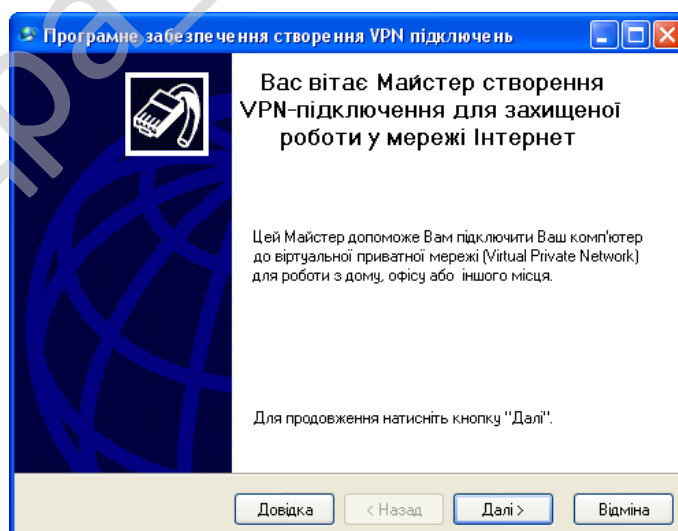 Програмне забезпечення створення VPN підключень
Вас вітає Майстер створення
VPN-підключення для захищеної
роботи у мережі Інтернет
Цей Майстер допоможе Вам підключити Ваш комп'ютер
до віртуальної приватної мережі (Virtual Private Network)
для роботи з дому, офісу або іншого місця.
Для продовження натисніть кнопку "Далі".
Довідка < Назад Далі > Відміна